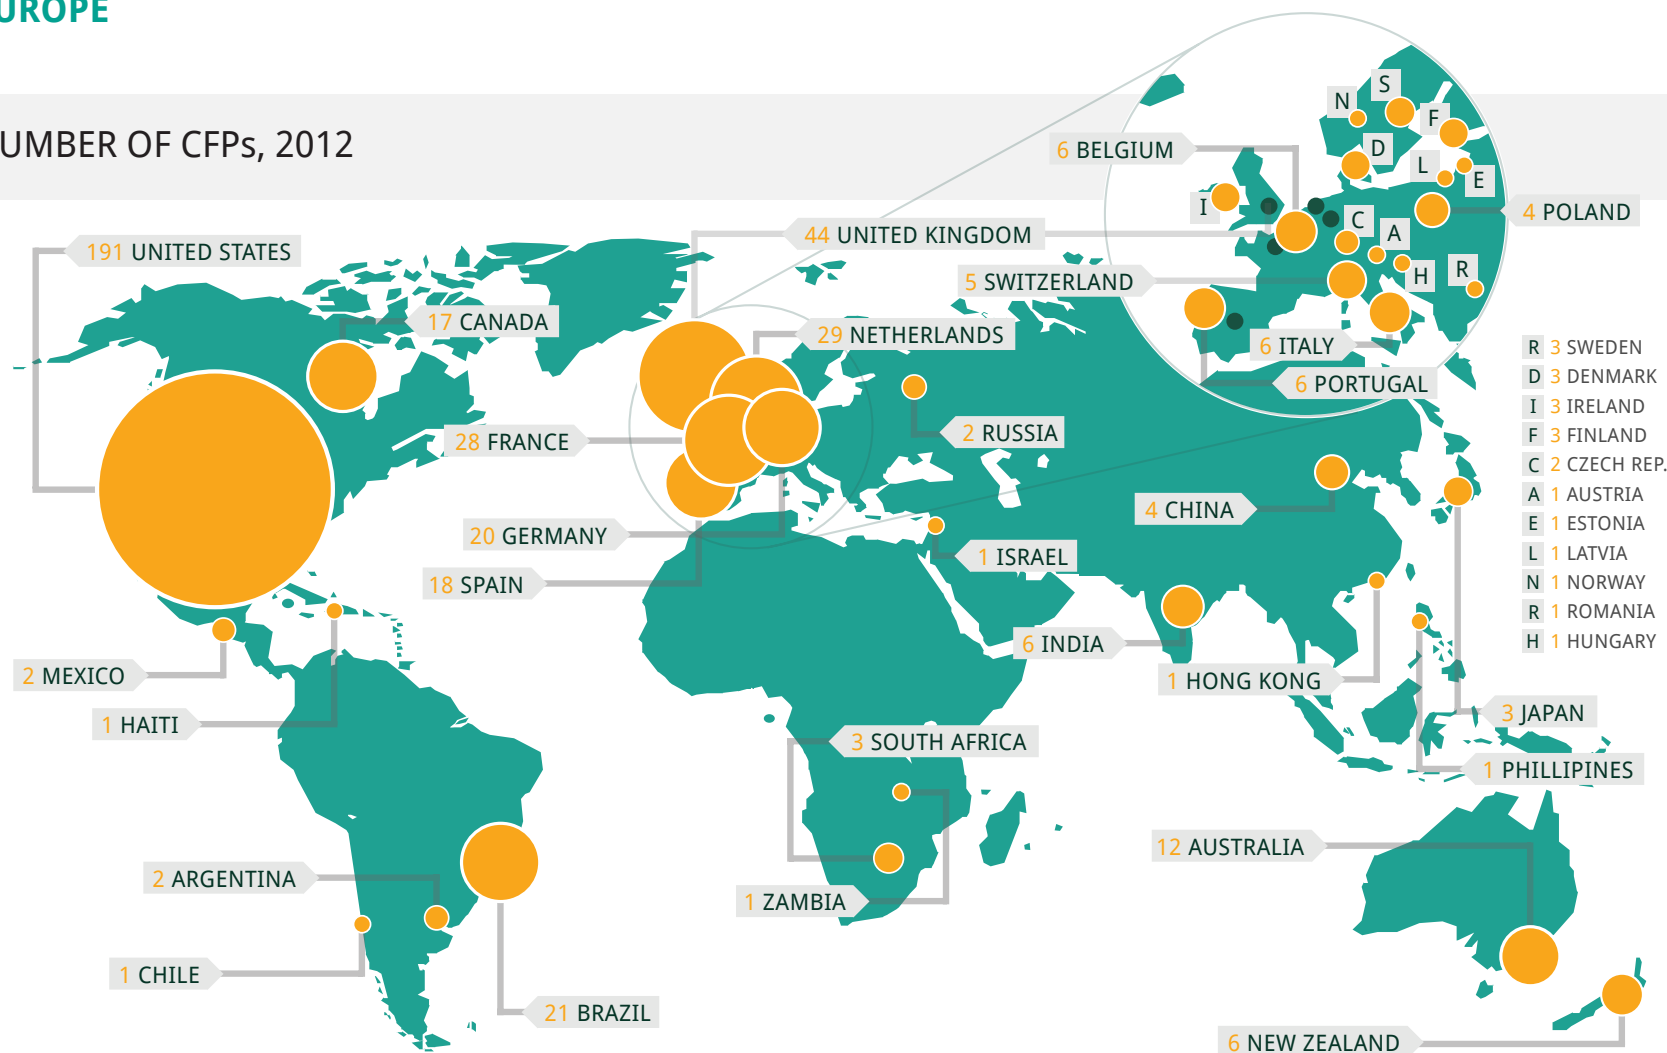 UROPE
UMBER OF CFPs, 2012
191 UNITED STATES
17 CANADA
44 UNITED KINGDOM
29 NETHERLANDS
28 FRANCE
20 GERMANY
18 SPAIN
2 RUSSIA
1 ISRAEL
6 BELGIUM
5 SWITZERLAND
4 POLAND
6 ITALY
6 PORTUGAL
N
S
F
D
L
E
I
C
A
H
R
R 3 SWEDEN
D 3 DENMARK
I 3 IRELAND
F 3 FINLAND
C 2 CZECH REP.
A 1 AUSTRIA
E 1 ESTONIA
L 1 LATVIA
N 1 NORWAY
R 1 ROMANIA
H 1 HUNGARY
4 CHINA
6 INDIA
1 HONG KONG
3 JAPAN
1 PHILLIPINES
2 MEXICO
1 HAITI
3 SOUTH AFRICA
1 ZAMBIA
2 ARGENTINA
1 CHILE
21 BRAZIL
12 AUSTRALIA
6 NEW ZEALAND